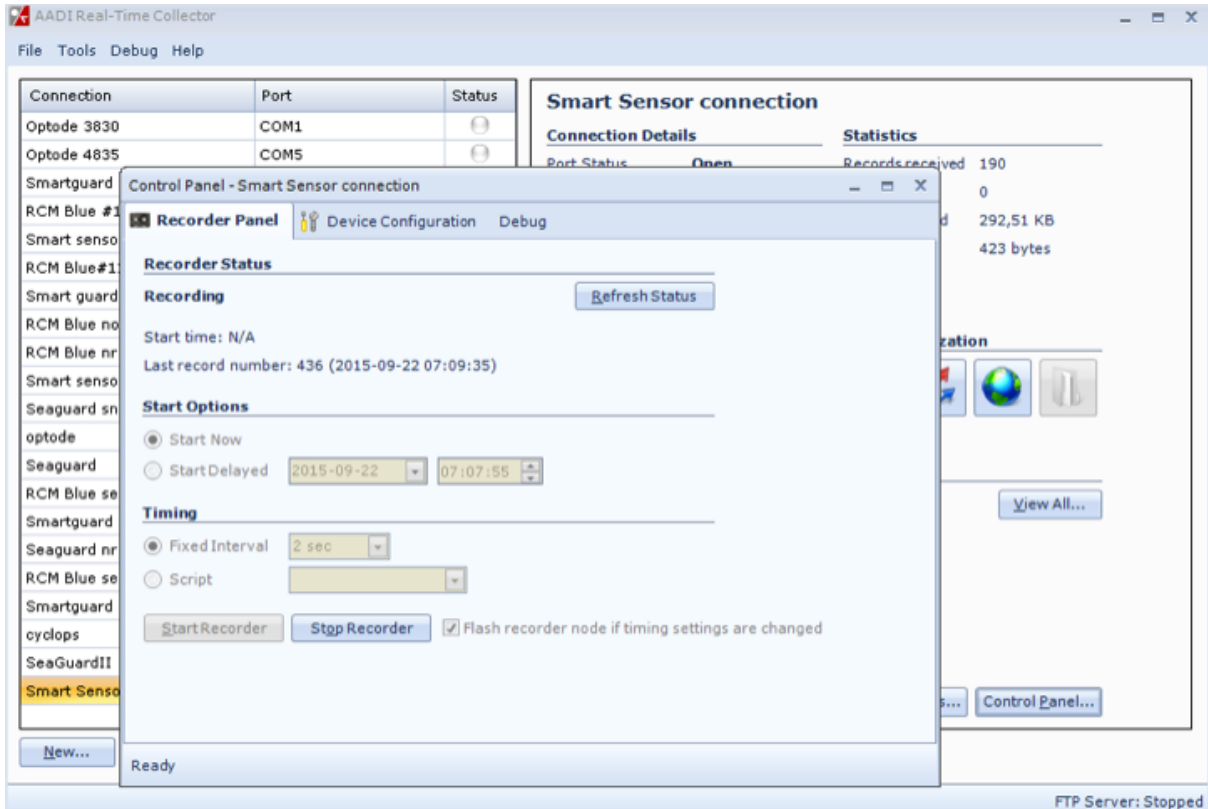 AADI Real-Time Collector
File Tools Debug Help
Connection Port Status
Optode 3830 COM1
Optode 4835 COM5
Smartguard
RCM Blue #1
Smart senso
RCM Blue#1
Smart guard
RCM Blue no
RCM Blue nr
Smart senso
Seaguard sn
optode
Seaguard
RCM Blue se
Smartguard
Seaguard nr
RCM Blue se
Smartguard
cyclops
SeaGuardII
Smart Senso
New...
Smart Sensor connection
Connection Details
Port Status Open
Statistics
Records received 190
0
d 292,51 KB
423 bytes
zation
View All...
s... Control Panel...
Control Panel - Smart Sensor connection
Recorder Panel Device Configuration Debug
Recorder Status
Recording Refresh Status
Start time: N/A
Last record number: 436 (2015-09-22 07:09:35)
Start Options
Start Now
Start Delayed 2015-09-22 07:07:55
Timing
Fixed Interval 2 sec
Script
Start Recorder Stop Recorder Flash recorder node if timing settings are changed
Ready
FTP Server: Stopped